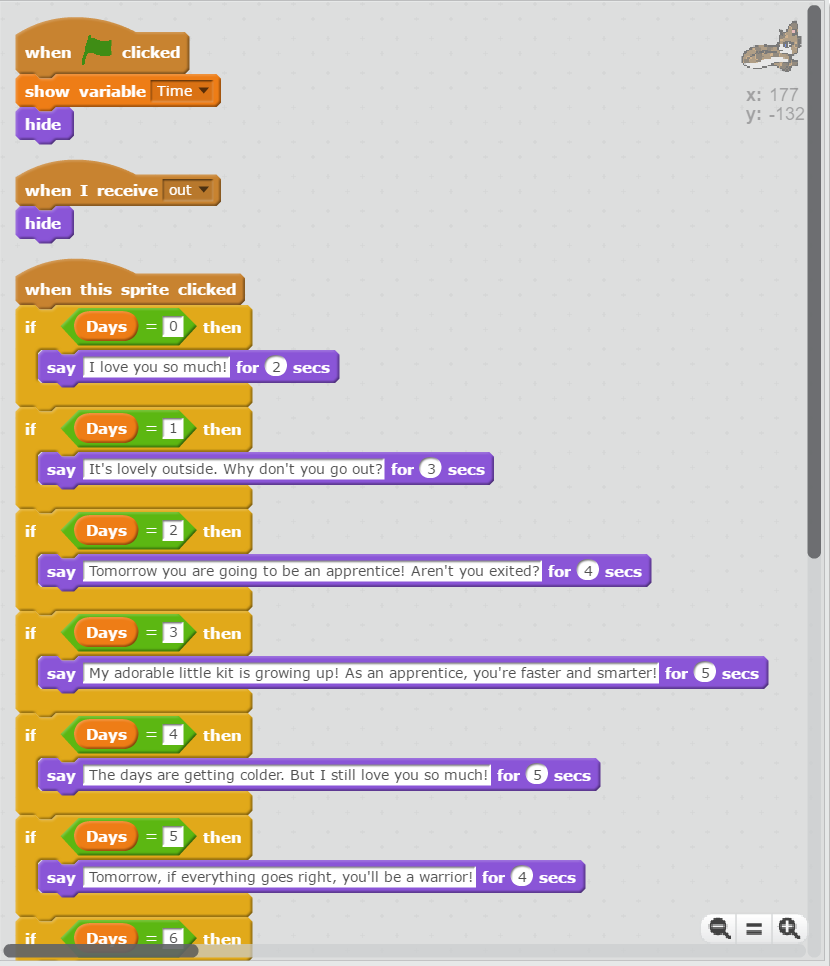 when clicked
show variable Time
hide
x: 177
y: -132
when I receive out
hide
when this sprite clicked
if Days = 0 then
say I love you so much! for 2 secs
if Days = 1 then
say It's lovely outside. Why don't you go out? for 3 secs
if Days = 2 then
say Tomorrow you are going to be an apprentice! Aren't you exited? for 4 secs
if Days = 3 then
say My adorable little kit is growing up! As an apprentice, you're faster and smarter! for 5 secs
if Days = 4 then
say The days are getting colder. But I still love you so much! for 5 secs
if Days = 5 then
say Tomorrow, if everything goes right, you'll be a warrior! for 4 secs
if Days = 6 then